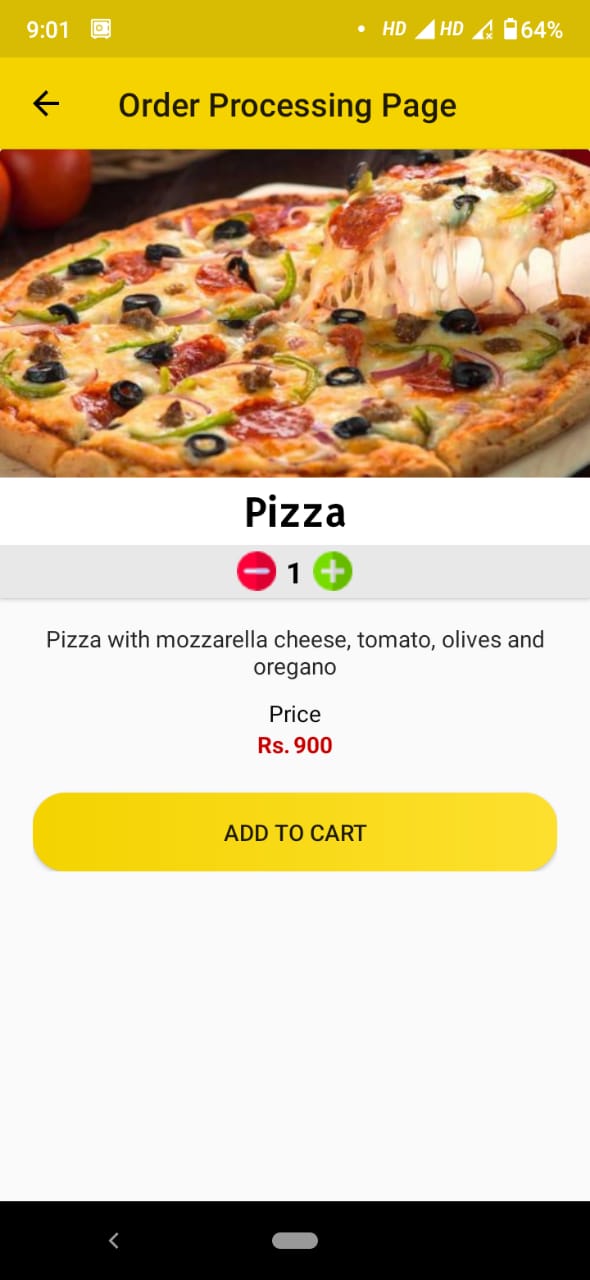 9:01 HD HD 64%
Order Processing Page
Pizza
1
Pizza with mozzarella cheese, tomato, olives and
oregano
Price
Rs. 900
ADD TO CART